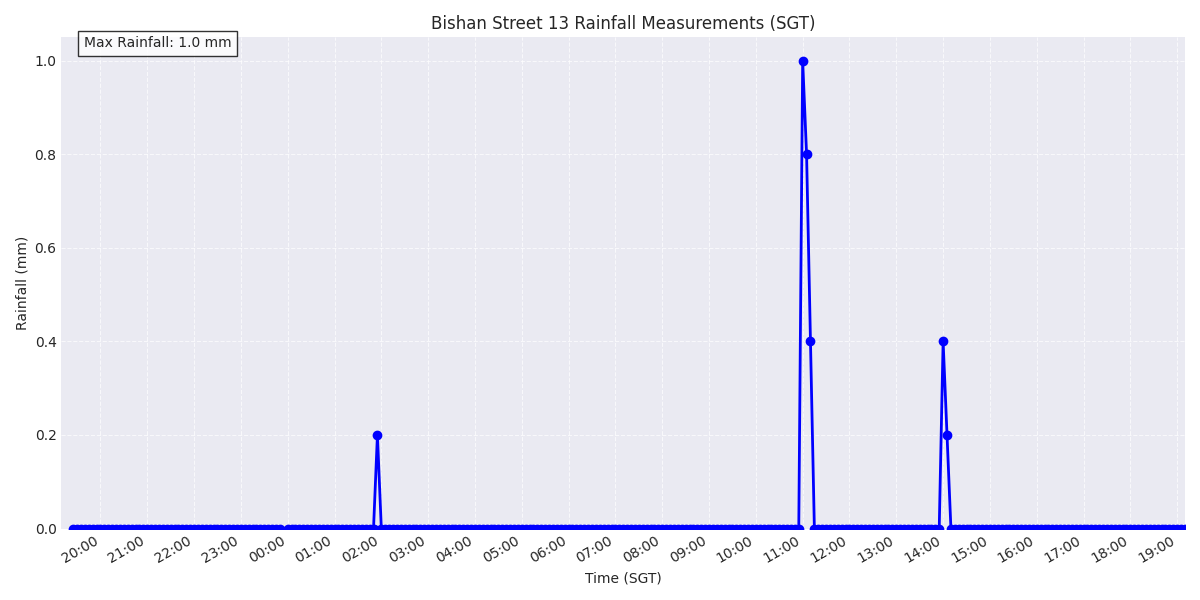 Bishan Street 13 Rainfall Measurements (SGT)
Max Rainfall: 1.0 mm
1.0
0.8
0.6
0.4
0.2
0.0
Rainfall (mm)
20:00 21:00 22:00 23:00 00:00 01:00 02:00 03:00 04:00 05:00 06:00 07:00 08:00 09:00 10:00 11:00 12:00 13:00 14:00 15:00 16:00 17:00 18:00 19:00
Time (SGT)